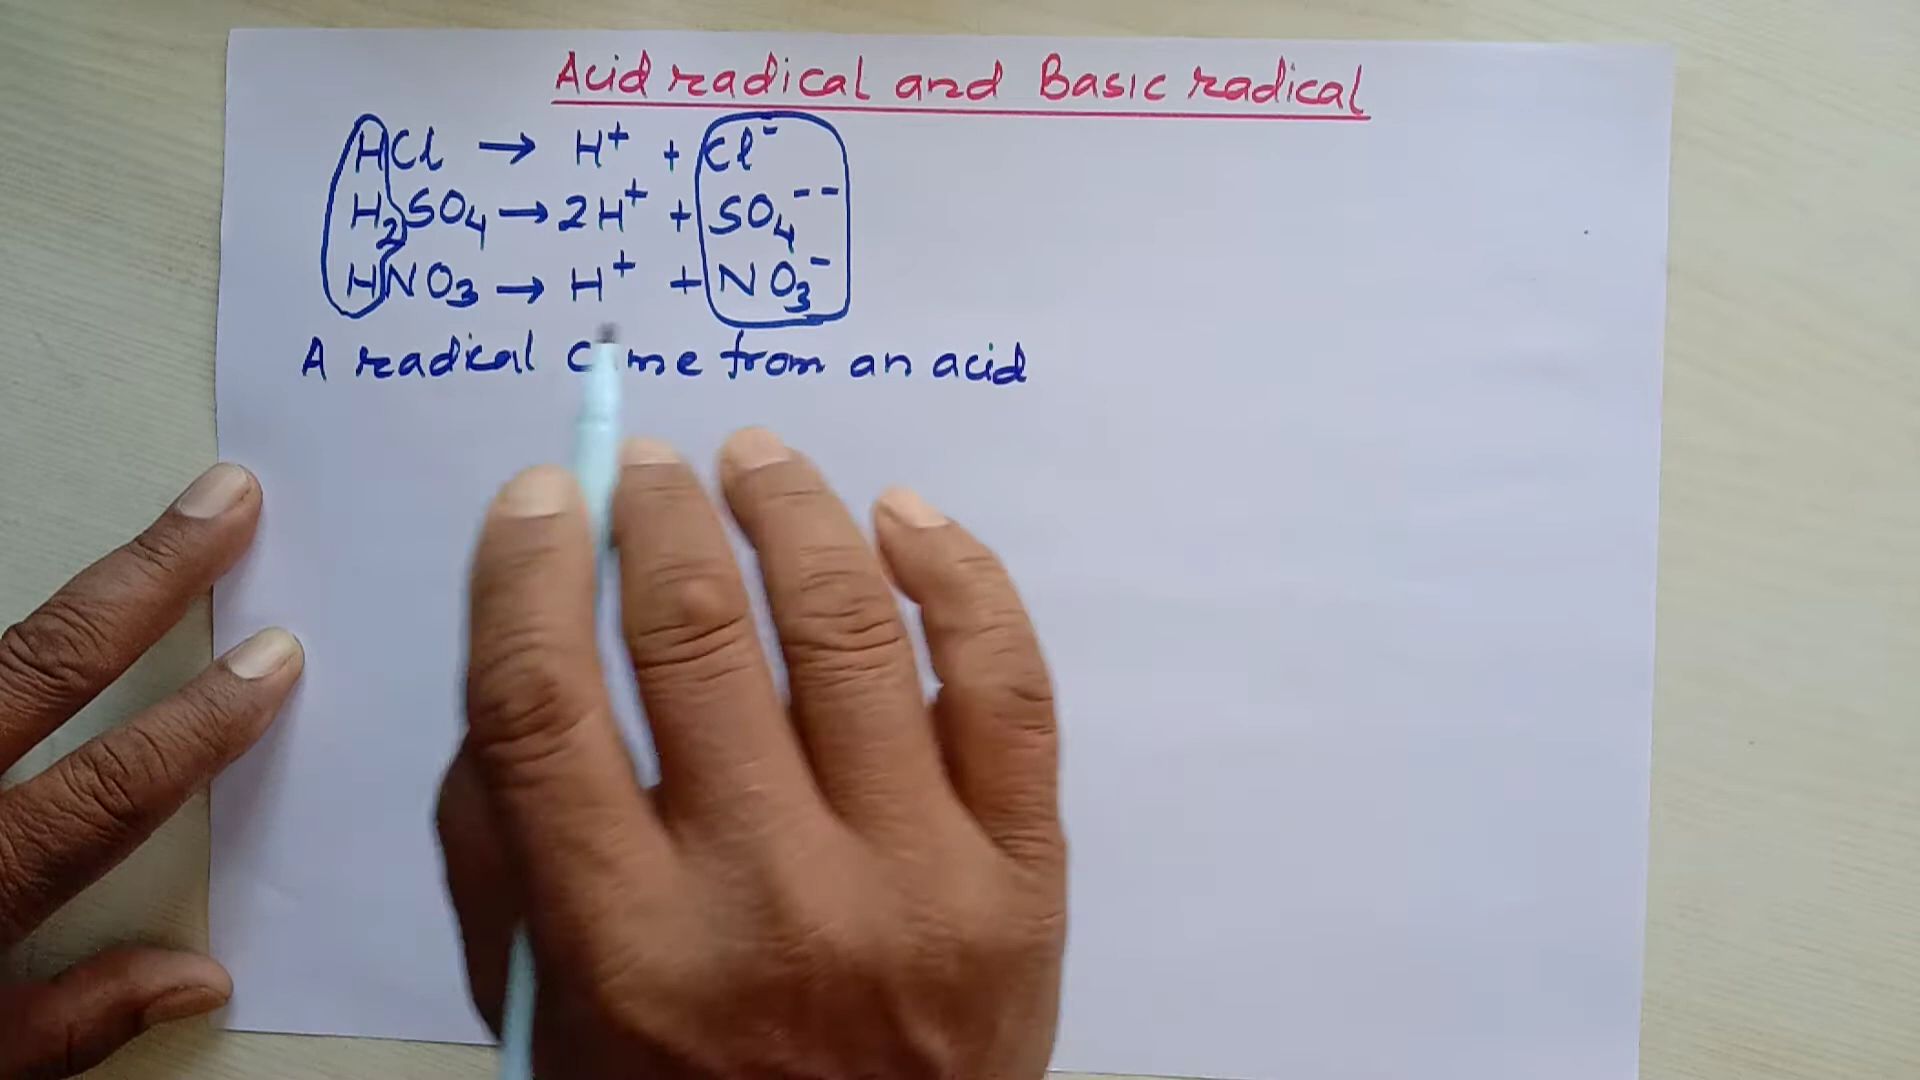 Acid radical and Basic radical
HCl → H⁺ + Cl⁻
H₂SO₄ → 2H⁺ + SO₄⁻⁻
HNO₃ → H⁺ + NO₃⁻
A radical from an acid